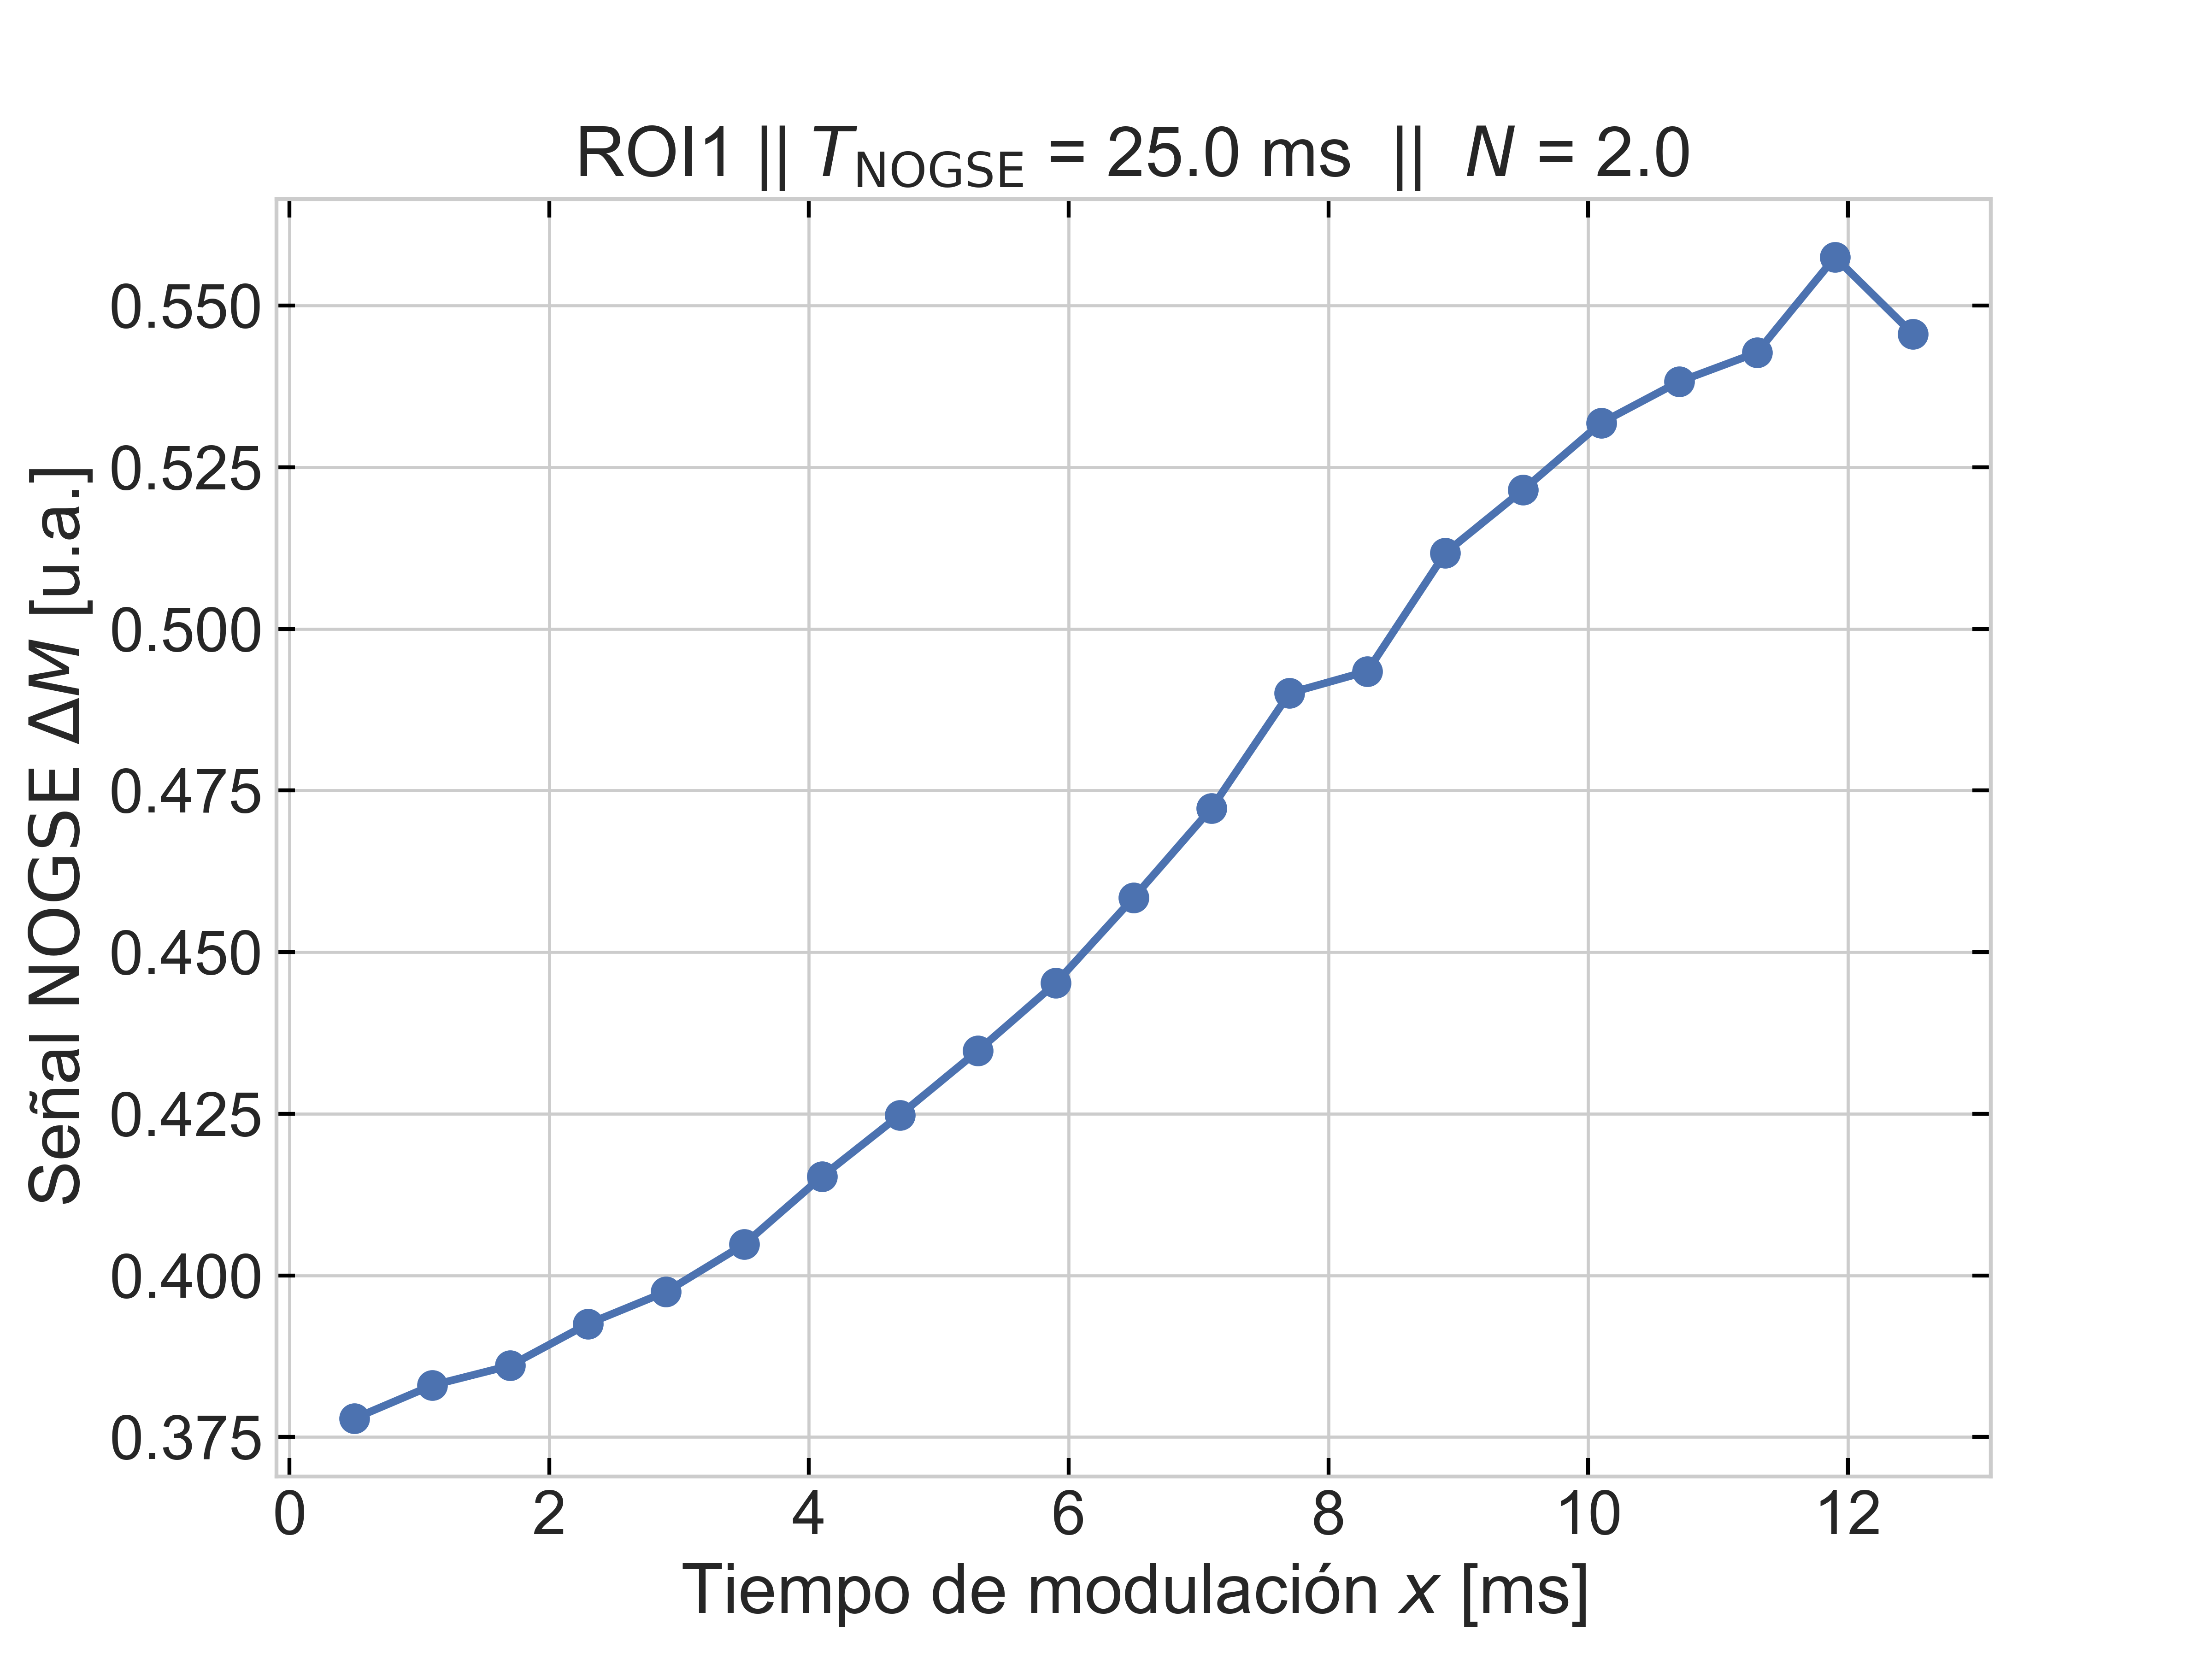 ROI1 || T_NOGSE = 25.0 ms || N = 2.0
Señal NOGSE ΔM [u.a.]
0.550
0.525
0.500
0.475
0.450
0.425
0.400
0.375
0 2 4 6 8 10 12
Tiempo de modulación x [ms]